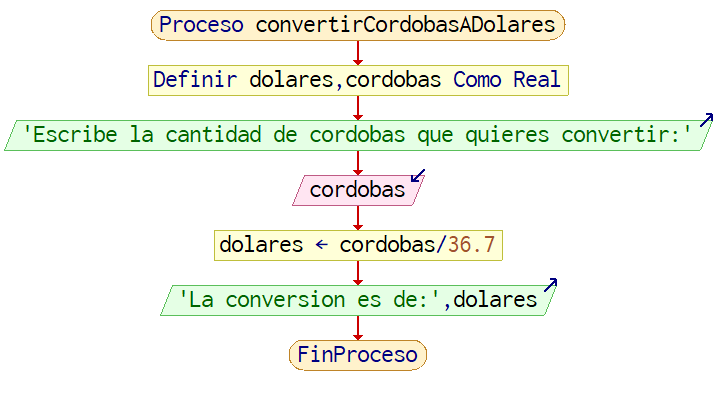 Proceso convertirCordobasADolares
Definir dolares,cordobas Como Real
'Escribe la cantidad de cordobas que quieres convertir:'
cordobas
dolares ← cordobas/36.7
'La conversion es de:',dolares
FinProceso